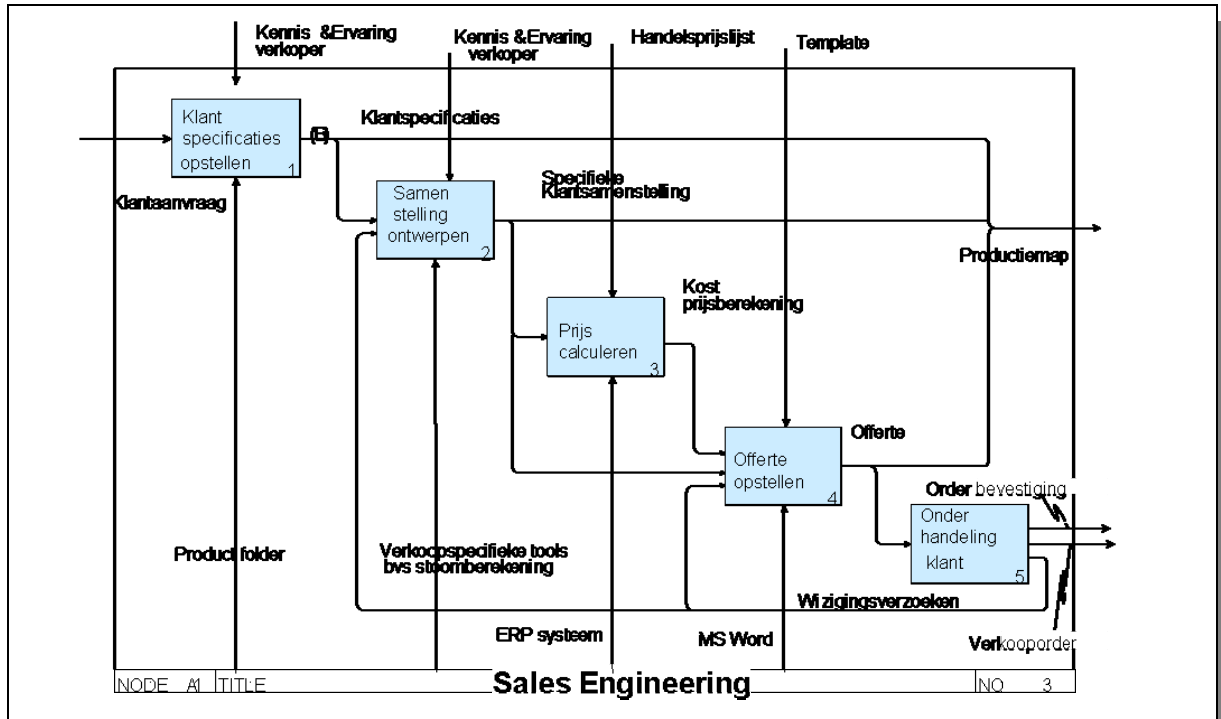 Kennis &Ervaring
verkoper
Kennis &Ervaring
verkoper
Handelsprijslijst
Template
Klant
specificaties
opstellen
1
Klantspecificaties
Klantaanvraag
Samen
stelling
ontwerpen
2
Specifieke
Klantsamenstelling
Productiemap
Kost
prijsberekening
Prijs
calculeren
3
Offerte
Offerte
opstellen
4
Order bevestiging
Onder
handeling
klant
5
Product folder
Verkoopspecifieke tools
bvs stoomberekening
Wizigingsverzoeken
ERP systeem
MS Word
Verkooporder
NODE A1
TITLE
Sales Engineering
NO 3